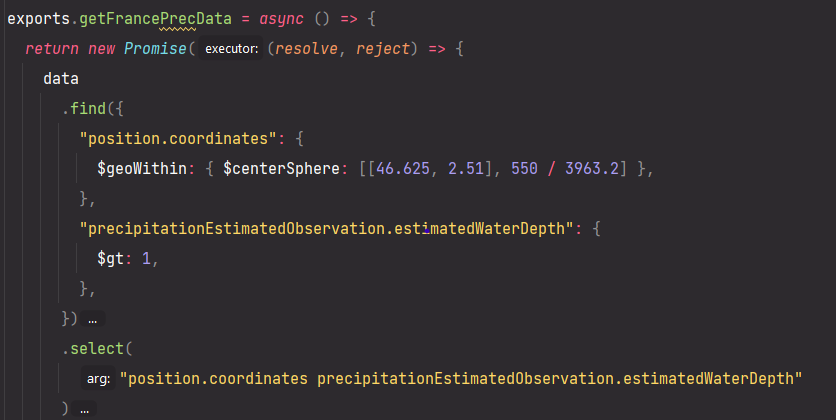 exports.getFrancePrecData = async () => {
return new Promise( executor: (resolve, reject) => {
data
.find({
"position.coordinates": {
$geoWithin: { $centerSphere: [[46.625, 2.51], 550 / 3963.2] },
},
"precipitationEstimatedObservation.estimatedWaterDepth": {
$gt: 1,
},
}) ...
.select(
arg: "position.coordinates precipitationEstimatedObservation.estimatedWaterDepth"
) ...